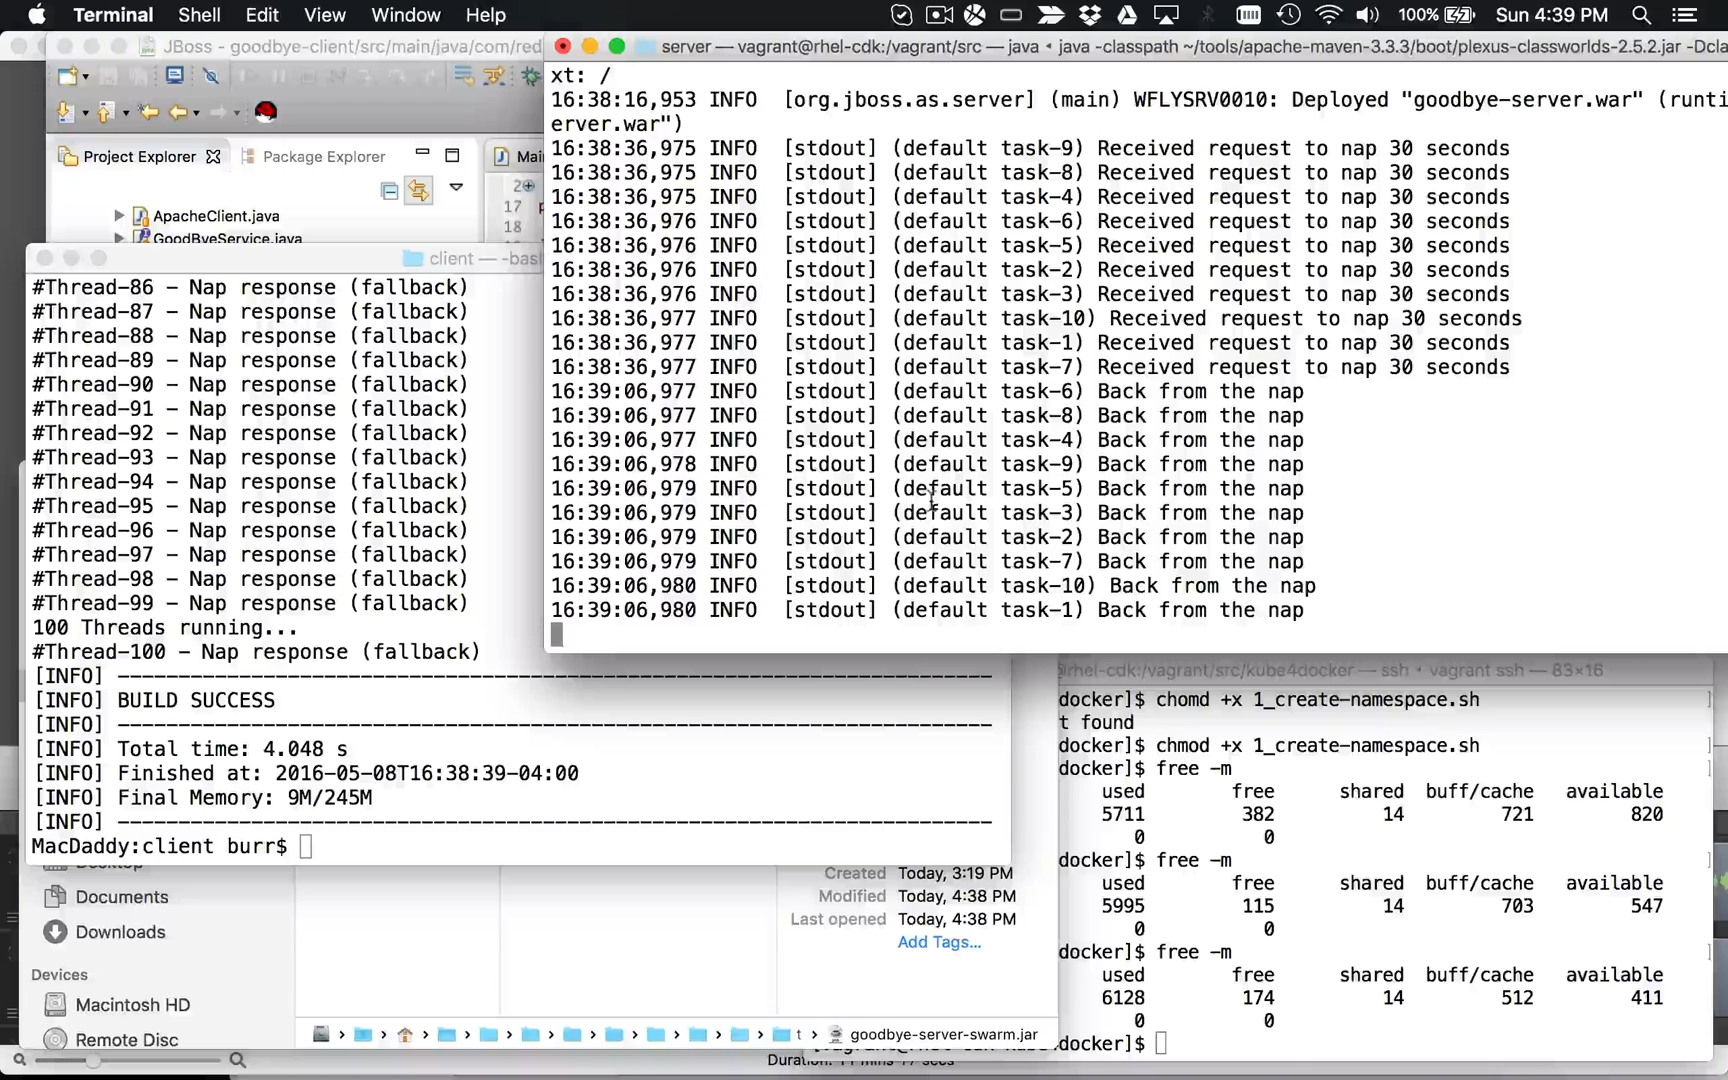 Terminal Shell Edit View Window Help
100% Sun 4:39 PM
JBoss - goodbye-client/src/main/java/com/red
Project Explorer Package Explorer
ApacheClient.java
GoodByeService.java
2
17
18
server — vagrant@rhel-cdk:/vagrant/src — java • java -classpath ~/tools/apache-maven-3.3.3/boot/plexus-classworlds-2.5.2.jar -Dcla
xt: /
16:38:16,953 INFO [org.jboss.as.server] (main) WFLYSRV0010: Deployed "goodbye-server.war" (runti
erver.war")
16:38:36,975 INFO [stdout] (default task-9) Received request to nap 30 seconds
16:38:36,975 INFO [stdout] (default task-8) Received request to nap 30 seconds
16:38:36,975 INFO [stdout] (default task-4) Received request to nap 30 seconds
16:38:36,976 INFO [stdout] (default task-6) Received request to nap 30 seconds
16:38:36,976 INFO [stdout] (default task-5) Received request to nap 30 seconds
16:38:36,976 INFO [stdout] (default task-2) Received request to nap 30 seconds
16:38:36,976 INFO [stdout] (default task-3) Received request to nap 30 seconds
16:38:36,977 INFO [stdout] (default task-10) Received request to nap 30 seconds
16:38:36,977 INFO [stdout] (default task-1) Received request to nap 30 seconds
16:38:36,977 INFO [stdout] (default task-7) Received request to nap 30 seconds
16:39:06,977 INFO [stdout] (default task-6) Back from the nap
16:39:06,977 INFO [stdout] (default task-8) Back from the nap
16:39:06,977 INFO [stdout] (default task-4) Back from the nap
16:39:06,978 INFO [stdout] (default task-9) Back from the nap
16:39:06,979 INFO [stdout] (default task-5) Back from the nap
16:39:06,979 INFO [stdout] (default task-3) Back from the nap
16:39:06,979 INFO [stdout] (default task-2) Back from the nap
16:39:06,979 INFO [stdout] (default task-7) Back from the nap
16:39:06,980 INFO [stdout] (default task-10) Back from the nap
16:39:06,980 INFO [stdout] (default task-1) Back from the nap
client — -bas
#Thread-86 - Nap response (fallback)
#Thread-87 - Nap response (fallback)
#Thread-88 - Nap response (fallback)
#Thread-89 - Nap response (fallback)
#Thread-90 - Nap response (fallback)
#Thread-91 - Nap response (fallback)
#Thread-92 - Nap response (fallback)
#Thread-93 - Nap response (fallback)
#Thread-94 - Nap response (fallback)
#Thread-95 - Nap response (fallback)
#Thread-96 - Nap response (fallback)
#Thread-97 - Nap response (fallback)
#Thread-98 - Nap response (fallback)
#Thread-99 - Nap response (fallback)
100 Threads running...
#Thread-100 - Nap response (fallback)
[INFO] ------------------------------------------------------------------------
[INFO] BUILD SUCCESS
[INFO] ------------------------------------------------------------------------
[INFO] Total time: 4.048 s
[INFO] Finished at: 2016-05-08T16:38:39-04:00
[INFO] Final Memory: 9M/245M
[INFO] ------------------------------------------------------------------------
MacDaddy:client burr$
@rhel-cdk:/vagrant/src/kube4docker — ssh • vagrant ssh — 83×16
docker]$ chomd +x 1_create-namespace.sh
t found
docker]$ chmod +x 1_create-namespace.sh
docker]$ free -m
used free shared buff/cache available
5711 382 14 721 820
0 0
docker]$ free -m
used free shared buff/cache available
5995 115 14 703 547
0 0
docker]$ free -m
used free shared buff/cache available
6128 174 14 512 411
0 0
docker]$
Documents
Downloads
Devices
Macintosh HD
Remote Disc
Created Today, 3:19 PM
Modified Today, 4:38 PM
Last opened Today, 4:38 PM
Add Tags...
goodbye-server-swarm.jar